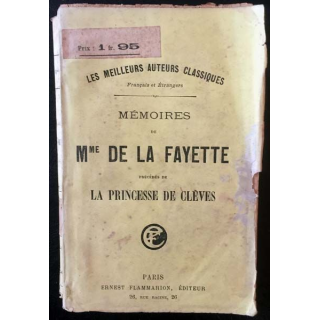 Prix : 1 fr. 95
LES MEILLEURS AUTEURS CLASSIQUES
Français et Étrangers
MÉMOIRES
DE
MME DE LA FAYETTE
PRÉCÉDÉS DE
LA PRINCESSE DE CLÈVES
PARIS
ERNEST FLAMMARION, ÉDITEUR
26, RUE RACINE, 26